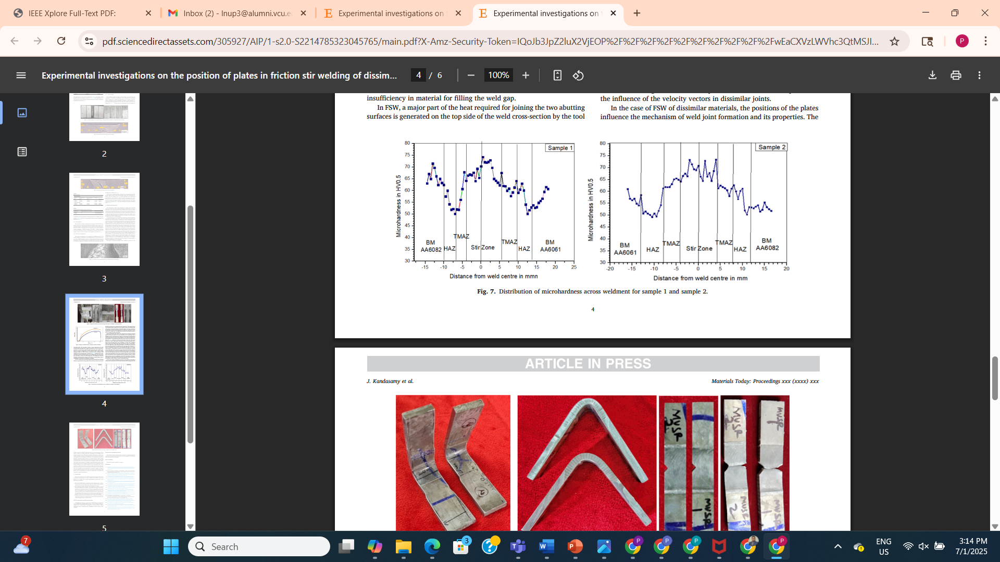 IEEE Xplore Full-Text PDF:
Inbox (2) - lnup3@alumni.vcu.e
Experimental investigations on
Experimental investigations on
pdf.sciencedirectassets.com/305927/AIP/1-s2.0-S2214785323045765/main.pdf?X-Amz-Security-Token=IQoJb3JpZ2luX2VjEOP%2F%2F%2F%2F%2F%2F%2F%2F%2F%2FwEaCXVzLWVhc3QtMSJI...
P
Experimental investigations on the position of plates in friction stir welding of dissim...
4 / 6
100%
2
3
4
5
insufficiency in material for filling the weld gap.
In FSW, a major part of the heat required for joining the two abutting
surfaces is generated on the top side of the weld cross-section by the tool
the influence of the velocity vectors in dissimilar joints.
In the case of FSW of dissimilar materials, the positions of the plates
influence the mechanism of weld joint formation and its properties. The
Sample 1
Microhardness in HV0.5
80
75
70
65
60
55
50
45
40
35
30
BM
AA6082
HAZ
TMAZ
Stir Zone
TMAZ
HAZ
BM
AA6061
-15 -10 -5 0 5 10 15 20 25
Distance from weld centre in mmn
Sample 2
Microhardness in HV0.5
80
75
70
65
60
55
50
45
40
35
30
BM
AA6061
HAZ
TMAZ
Stir Zone
TMAZ
HAZ
BM
AA6082
-20 -15 -10 -5 0 5 10 15 20
Distance from weld centre in mm
Fig. 7. Distribution of microhardness across weldment for sample 1 and sample 2.
4
ARTICLE IN PRESS
J. Kandasamy et al.
Materials Today: Proceedings xxx (xxxx) xxx
MVSR
2
MVSR
1
MVSR
2
MVSR
1
7
Search
3
P
P
P
P
ENG
US
3:14 PM
7/1/2025